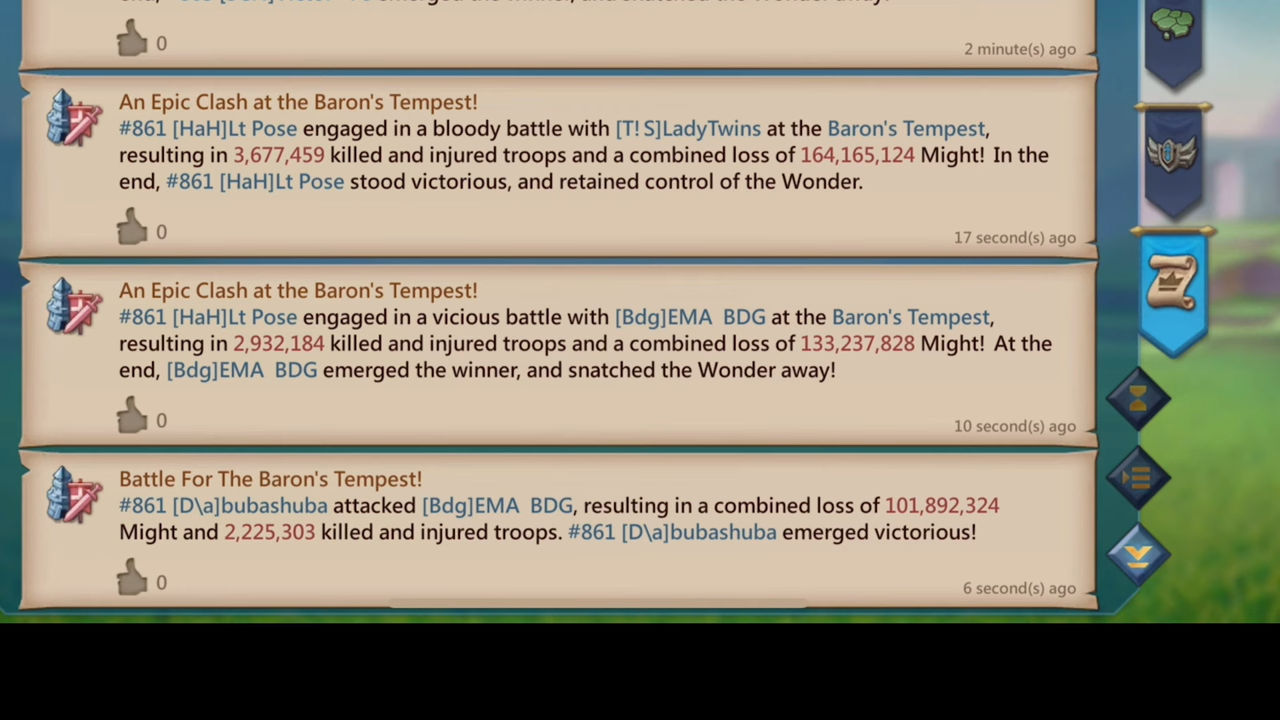 emerged the winner, and snatched the Wonder away!
0
2 minute(s) ago
An Epic Clash at the Baron's Tempest!
#861 [HaH]Lt Pose engaged in a bloody battle with [T! S]LadyTwins at the Baron's Tempest,
resulting in 3,677,459 killed and injured troops and a combined loss of 164,165,124 Might! In the
end, #861 [HaH]Lt Pose stood victorious, and retained control of the Wonder.
0
17 second(s) ago
An Epic Clash at the Baron's Tempest!
#861 [HaH]Lt Pose engaged in a vicious battle with [Bdg]EMA  BDG at the Baron's Tempest,
resulting in 2,932,184 killed and injured troops and a combined loss of 133,237,828 Might! At the
end, [Bdg]EMA  BDG emerged the winner, and snatched the Wonder away!
0
10 second(s) ago
Battle For The Baron's Tempest!
#861 [D\a]bubashuba attacked [Bdg]EMA  BDG, resulting in a combined loss of 101,892,324
Might and 2,225,303 killed and injured troops. #861 [D\a]bubashuba emerged victorious!
0
6 second(s) ago